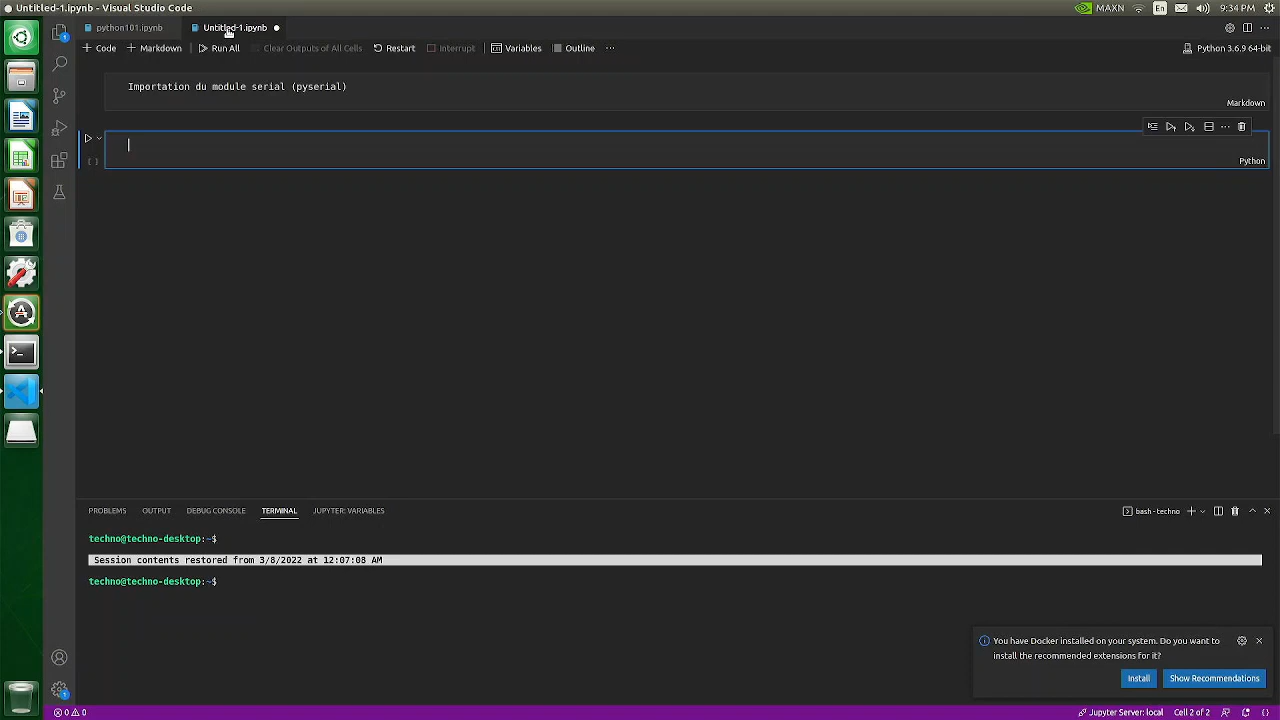 Untitled-1.ipynb - Visual Studio Code
MAXN En 9:34 PM
python101.ipynb Untitled-1.ipynb
Code Markdown Run All Clear Outputs of All Cells Restart Interrupt Variables Outline Python 3.6.9 64-bit
Importation du module serial (pyserial)
Markdown
[ ] Python
PROBLEMS OUTPUT DEBUG CONSOLE TERMINAL JUPYTER: VARIABLES bash - techno
techno@techno-desktop:~$
Session contents restored from 3/8/2022 at 12:07:08 AM
techno@techno-desktop:~$
You have Docker installed on your system. Do you want to
install the recommended extensions for it?
Install Show Recommendations
0 0 Jupyter Server: local Cell 2 of 2